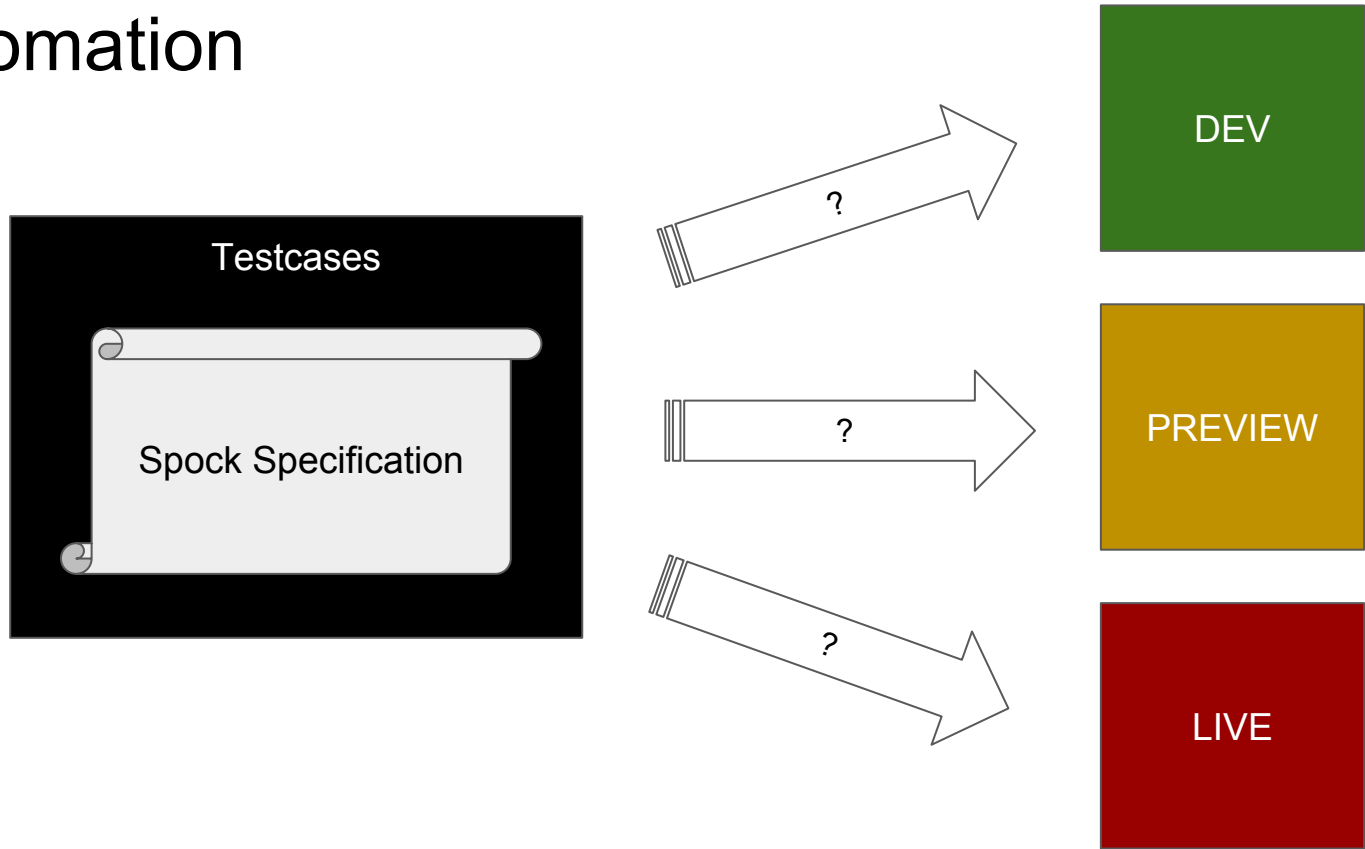 omation
Testcases
Spock Specification
?
?
?
DEV
PREVIEW
LIVE